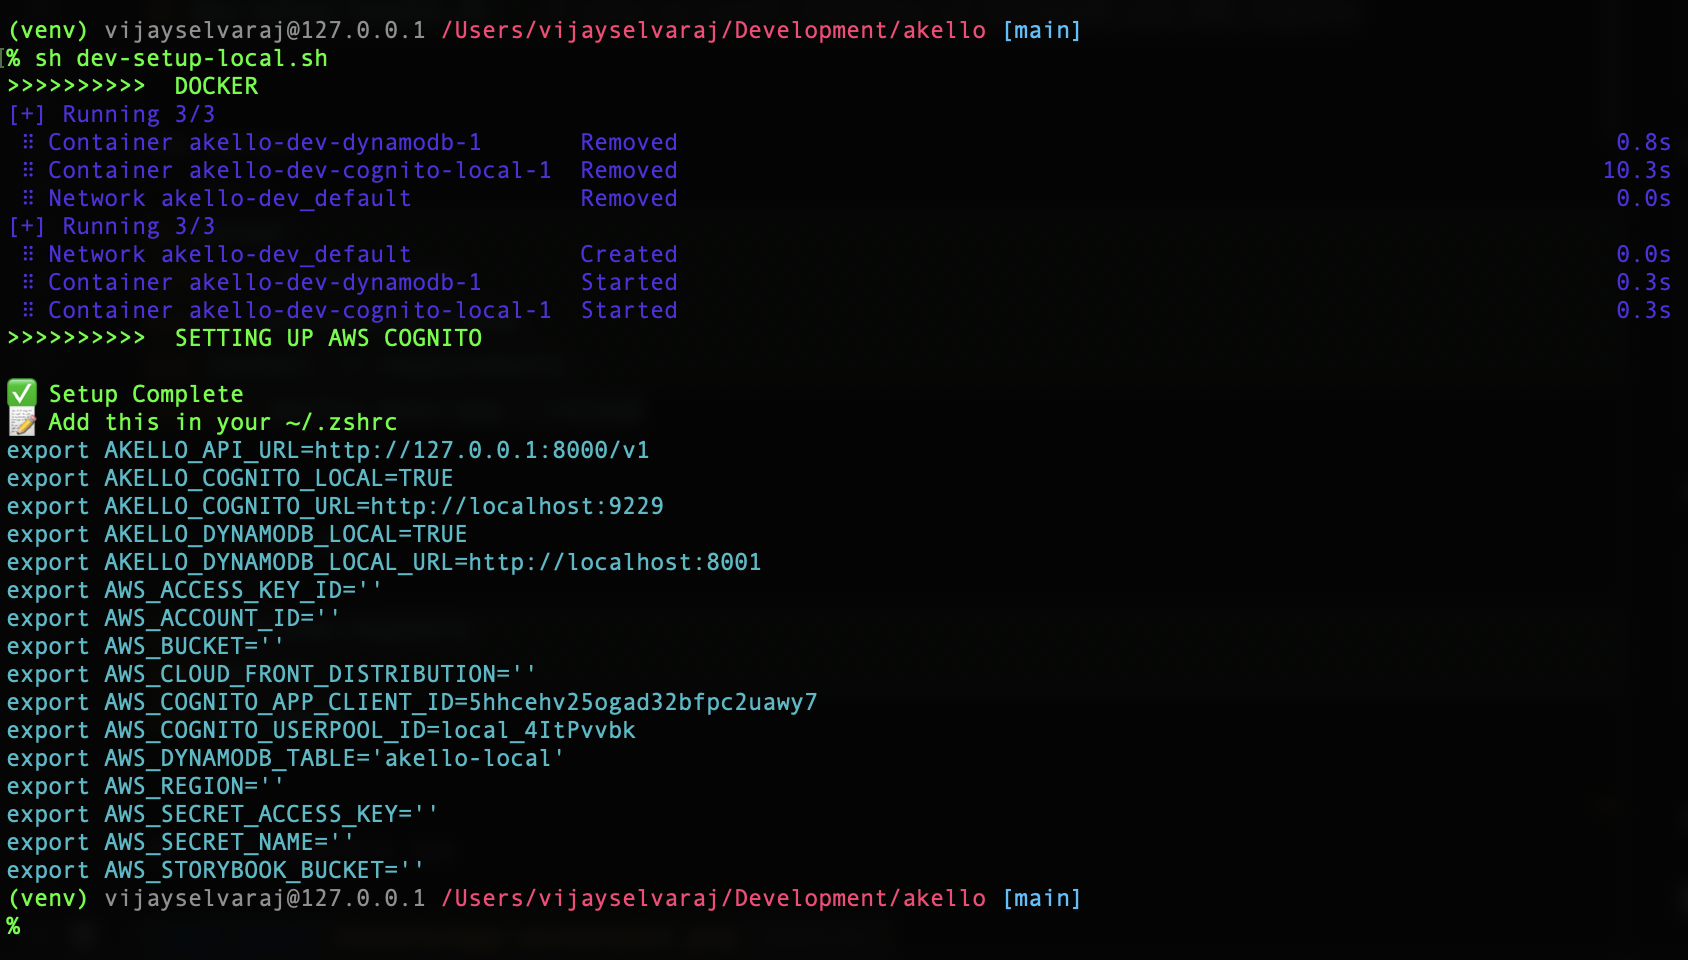 (venv) vijayselvaraj@127.0.0.1 /Users/vijayselvaraj/Development/akello [main]
% sh dev-setup-local.sh
>>>>>>>>>>  DOCKER
[+] Running 3/3
 ⠿ Container akello-dev-dynamodb-1       Removed 0.8s
 ⠿ Container akello-dev-cognito-local-1  Removed 10.3s
 ⠿ Network akello-dev_default            Removed 0.0s
[+] Running 3/3
 ⠿ Network akello-dev_default            Created 0.0s
 ⠿ Container akello-dev-dynamodb-1       Started 0.3s
 ⠿ Container akello-dev-cognito-local-1  Started 0.3s
>>>>>>>>>>  SETTING UP AWS COGNITO
✅ Setup Complete
📝 Add this in your ~/.zshrc
export AKELLO_API_URL=http://127.0.0.1:8000/v1
export AKELLO_COGNITO_LOCAL=TRUE
export AKELLO_COGNITO_URL=http://localhost:9229
export AKELLO_DYNAMODB_LOCAL=TRUE
export AKELLO_DYNAMODB_LOCAL_URL=http://localhost:8001
export AWS_ACCESS_KEY_ID=''
export AWS_ACCOUNT_ID=''
export AWS_BUCKET=''
export AWS_CLOUD_FRONT_DISTRIBUTION=''
export AWS_COGNITO_APP_CLIENT_ID=5hhcehv25ogad32bfpc2uawy7
export AWS_COGNITO_USERPOOL_ID=local_4ItPvvbk
export AWS_DYNAMODB_TABLE='akello-local'
export AWS_REGION=''
export AWS_SECRET_ACCESS_KEY=''
export AWS_SECRET_NAME=''
export AWS_STORYBOOK_BUCKET=''
(venv) vijayselvaraj@127.0.0.1 /Users/vijayselvaraj/Development/akello [main]
%